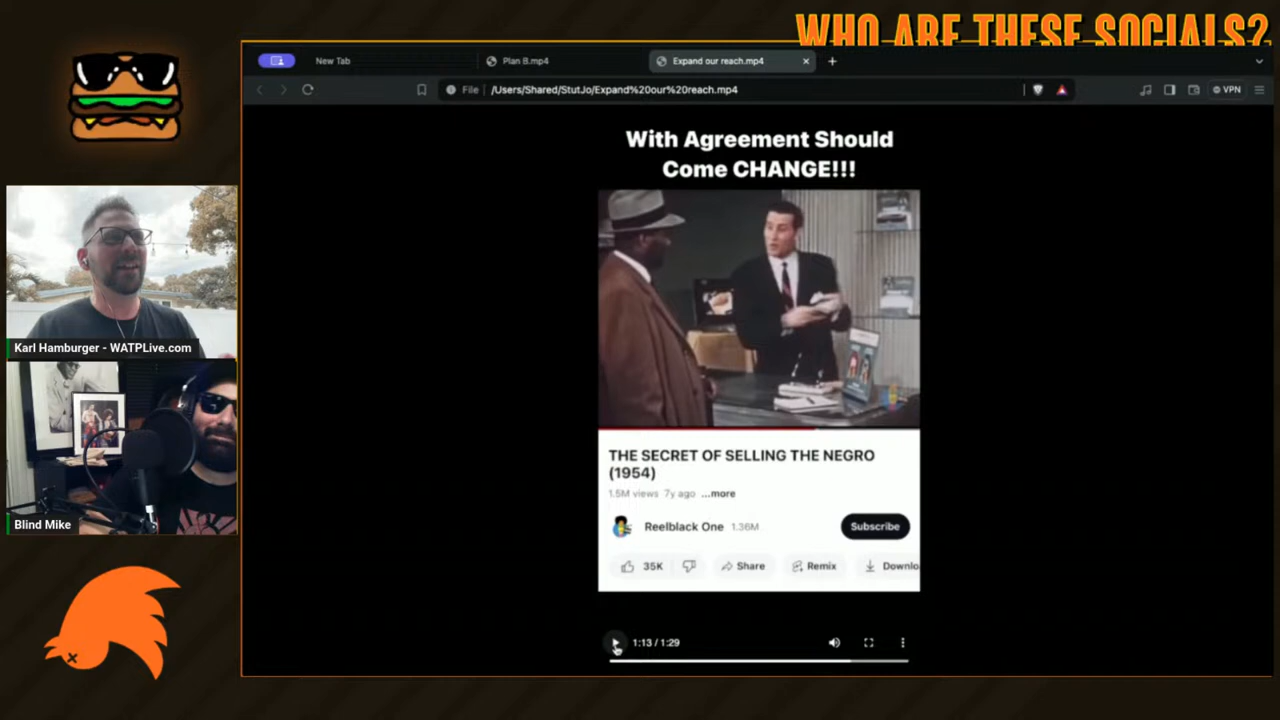 WHO ARE THESE SOCIALS?
New Tab
Plan B.mp4
Expand our reach.mp4
File
/Users/Shared/StutJo/Expand%20our%20reach.mp4
VPN
With Agreement Should
Come CHANGE!!!
Karl Hamburger - WATPLive.com
THE SECRET OF SELLING THE NEGRO
(1954)
1.5M views 7y ago ...more
Reelblack One 1.36M
Subscribe
Blind Mike
35K
Share
Remix
Downlo
1:13 / 1:29